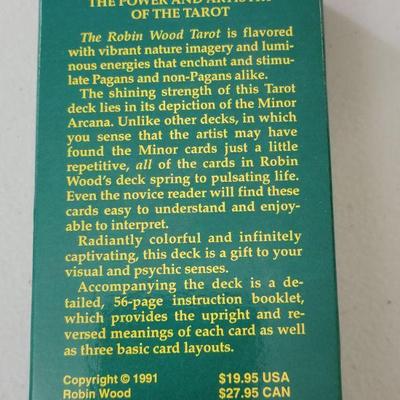 THE POWER AND ARTISTRY
OF THE TAROT
The Robin Wood Tarot is flavored
with vibrant nature imagery and lumi-
nous energies that enchant and stimu-
late Pagans and non-Pagans alike.
The shining strength of this Tarot
deck lies in its depiction of the Minor
Arcana. Unlike other decks, in which
you sense that the artist may have
found the Minor cards just a little
repetitive, all of the cards in Robin
Wood's deck spring to pulsating life.
Even the novice reader will find these
cards easy to understand and enjoy-
able to interpret.
Radiantly colorful and infinitely
captivating, this deck is a gift to your
visual and psychic senses.
Accompanying the deck is a de-
tailed, 56-page instruction booklet,
which provides the upright and re-
versed meanings of each card as well
as three basic card layouts.
Copyright © 1991 $19.95 USA
Robin Wood $27.95 CAN